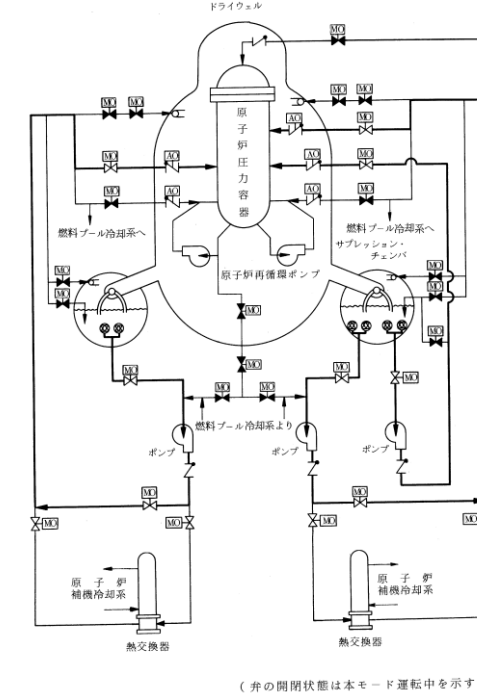 ドライウェル
MO
MO
MO
MO
MO
AO
MO
原子炉圧力容器
MO
AO
AO
MO
MO
AO
AO
MO
燃料プール冷却系へ
燃料プール冷却系へ
サプレッション・
チェンバ
原子炉再循環ポンプ
MO
MO
MO
MO
MO
MO
MO
MO
MO
MO
MO
MO
燃料プール冷却系より
ポンプ
ポンプ
ポンプ
MO
MO
MO
MO
MO
MO
MO
原子炉
補機冷却系
原子炉
補機冷却系
熱交換器
熱交換器
(弁の開閉状態は本モード運転中を示す